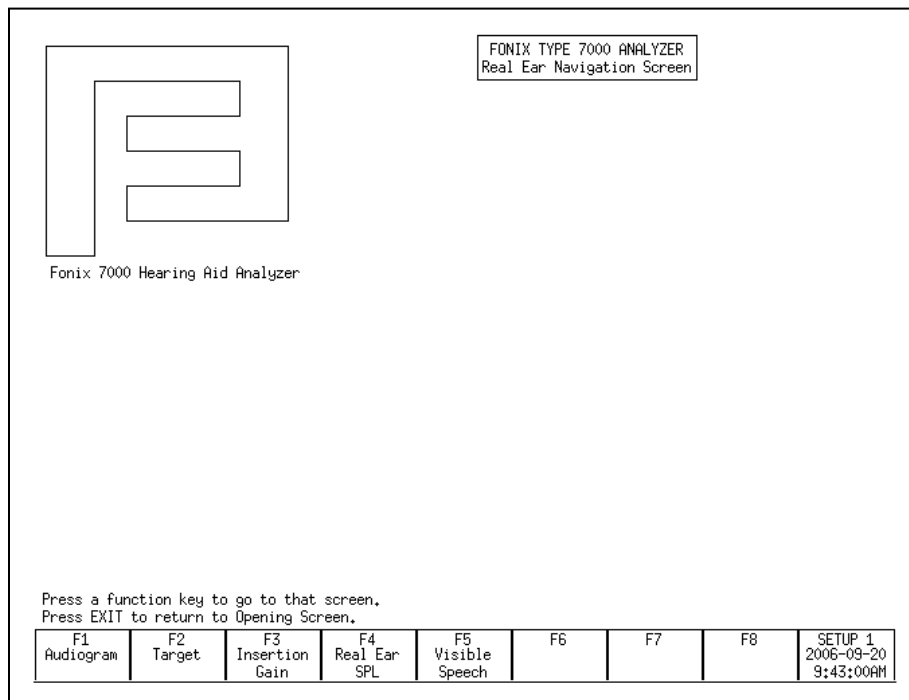 FONIX TYPE 7000 ANALYZER
Real Ear Navigation Screen
Fonix 7000 Hearing Aid Analyzer
Press a function key to go to that screen.
Press EXIT to return to Opening Screen.
F1 F2 F3 F4 F5 F6 F7 F8 SETUP 1
Audiogram Target Insertion Real Ear Visible 2006-09-20
Gain SPL Speech 9:43:00AM